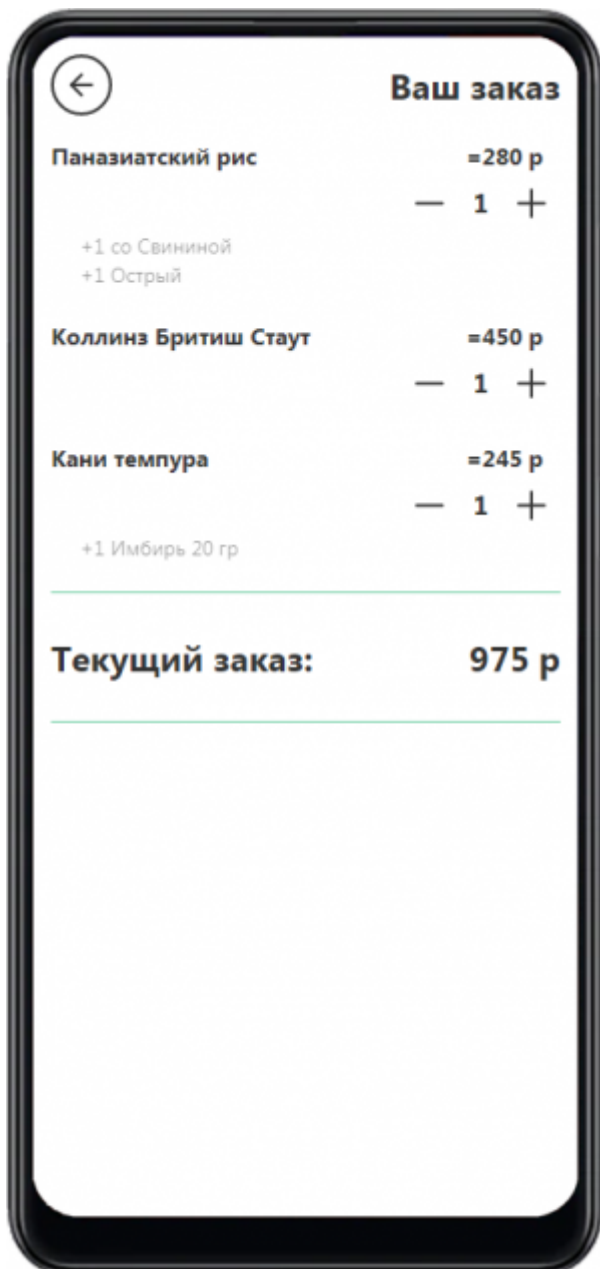 Ваш заказ
Паназиатский рис =280 р
— 1 +
+1 со Свининой
+1 Острый
Коллинз Бритиш Стаут =450 р
— 1 +
Кани темпура =245 р
— 1 +
+1 Имбирь 20 гр
Текущий заказ: 975 р